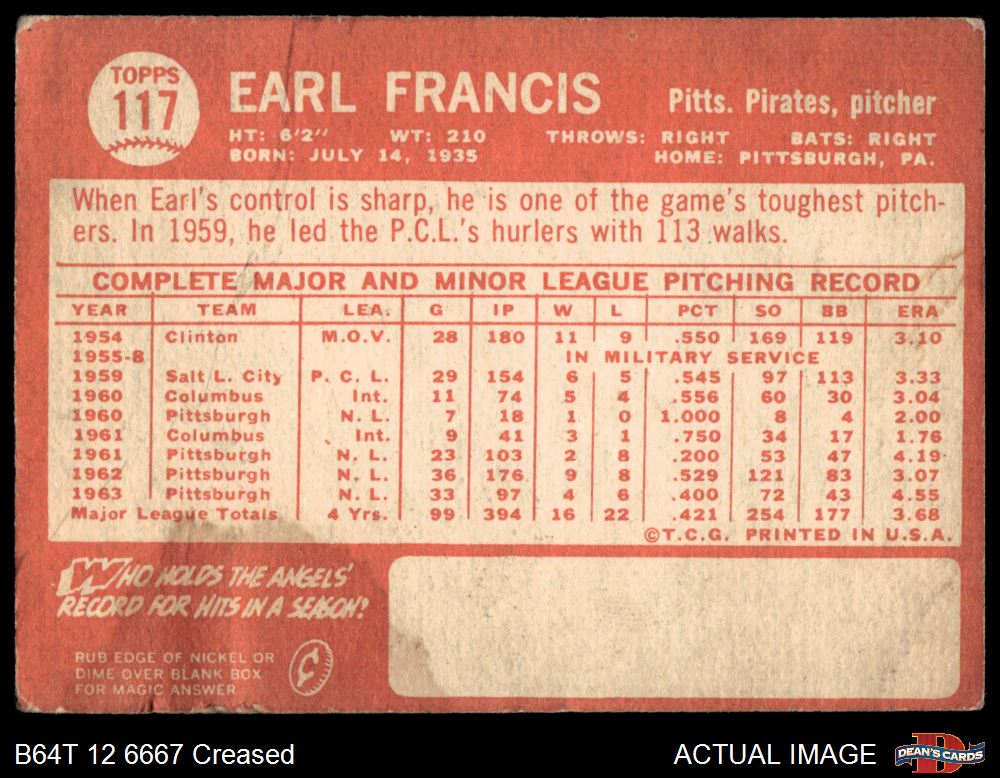 TOPPS
117
EARL FRANCIS
Pitts. Pirates, pitcher
HT: 6'2" WT: 210 THROWS: RIGHT BATS: RIGHT
BORN: JULY 14, 1935 HOME: PITTSBURGH, PA.
When Earl's control is sharp, he is one of the game's toughest pitch-
ers. In 1959, he led the P.C.L.'s hurlers with 113 walks.
COMPLETE MAJOR AND MINOR LEAGUE PITCHING RECORD
YEAR TEAM LEA. G IP W L PCT SO BB ERA
1954 Clinton M.O.V. 28 180 11 9 .550 169 119 3.10
1955-8 IN MILITARY SERVICE
1959 Salt L. City P. C. L. 29 154 6 5 .545 97 113 3.33
1960 Columbus Int. 11 74 5 4 .556 60 30 3.04
1960 Pittsburgh N. L. 7 18 1 0 1.000 8 4 2.00
1961 Columbus Int. 9 41 3 1 .750 34 17 1.76
1961 Pittsburgh N. L. 23 103 2 8 .200 53 47 4.19
1962 Pittsburgh N. L. 36 176 9 8 .529 121 83 3.07
1963 Pittsburgh N. L. 33 97 4 6 .400 72 43 4.55
Major League Totals 4 Yrs. 99 394 16 22 .421 254 177 3.68
©T.C.G. PRINTED IN U.S.A.
WHO HOLDS THE ANGELS'
RECORD FOR HITS IN A SEASON?
RUB EDGE OF NICKEL OR
DIME OVER BLANK BOX
FOR MAGIC ANSWER
B64T 12 6667 Creased
ACTUAL IMAGE
DEAN'S CARDS